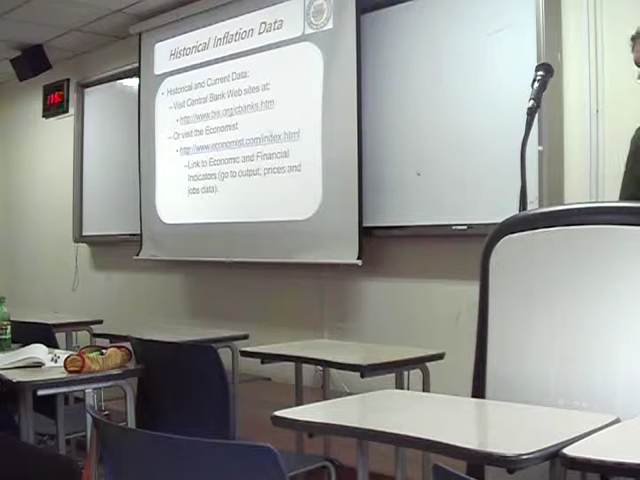 Historical Inflation Data
• Historical and Current Data:
– Visit Central Bank Web sites at:
• http://www.bis.org/cbanks.htm
– Or visit the Economist
• http://www.economist.com/index.html
– Link to Economic and Financial
Indicators (go to output, prices and
jobs data).